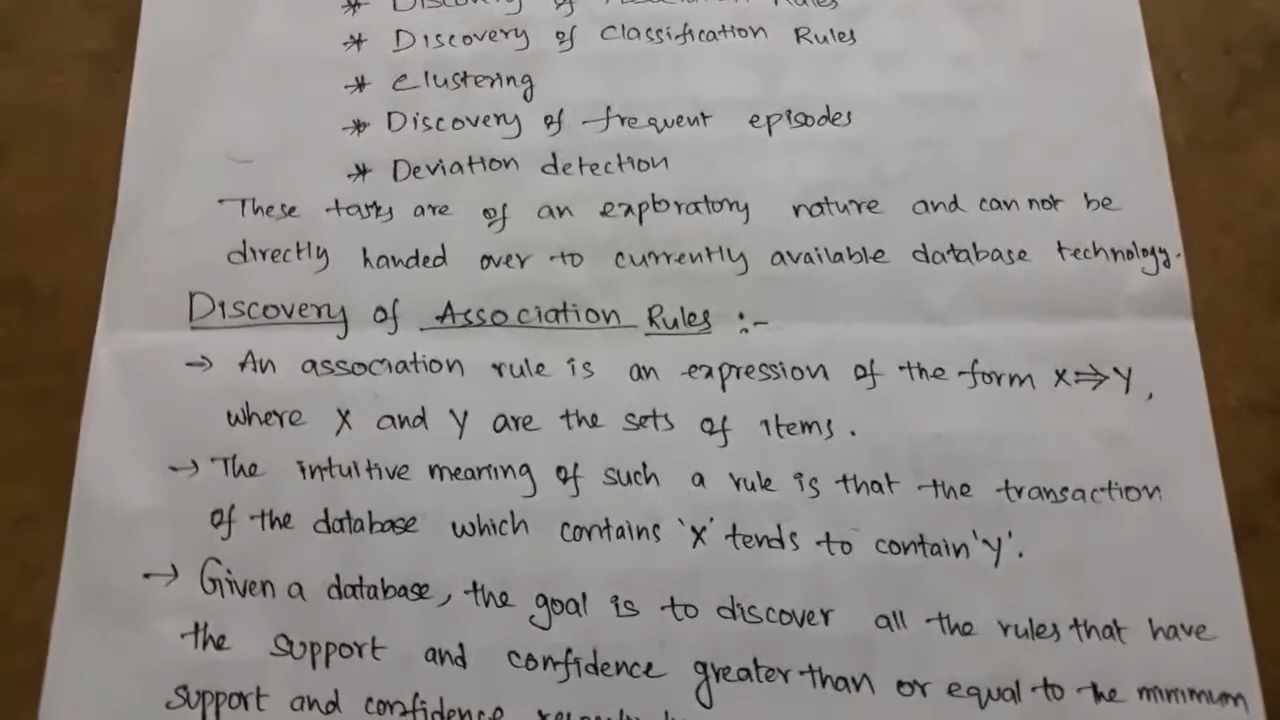 * Discovery of Association Rules
* Discovery of Classification Rules
* Clustering
* Discovery of frequent episodes
* Deviation detection
These tasks are of an exploratory nature and can not be
directly handed over to currently available database technology.
Discovery of Association Rules :-
→ An association rule is an expression of the form X⇒Y,
where X and Y are the sets of items.
→ The intuitive meaning of such a rule is that the transaction
of the database which contains 'X' tends to contain 'Y'.
→ Given a database, the goal is to discover all the rules that have
the support and confidence greater than or equal to the minimum
support and confidence